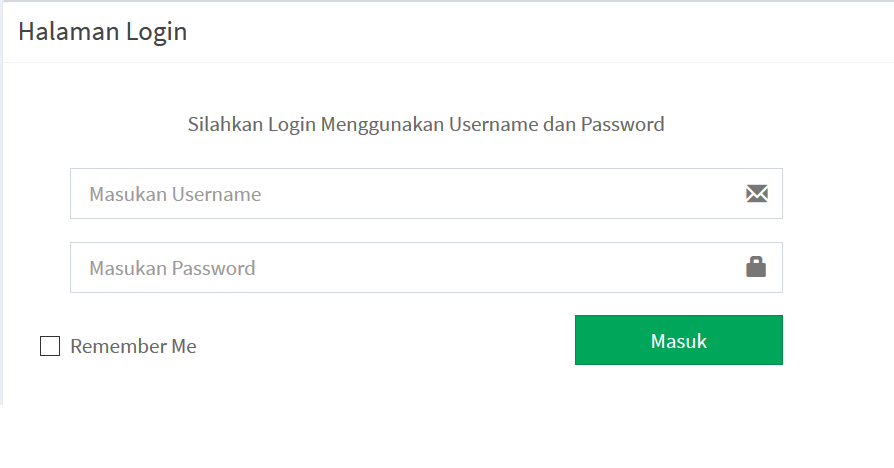 Halaman Login
Silahkan Login Menggunakan Username dan Password
Masukan Username
Masukan Password
Remember Me
Masuk